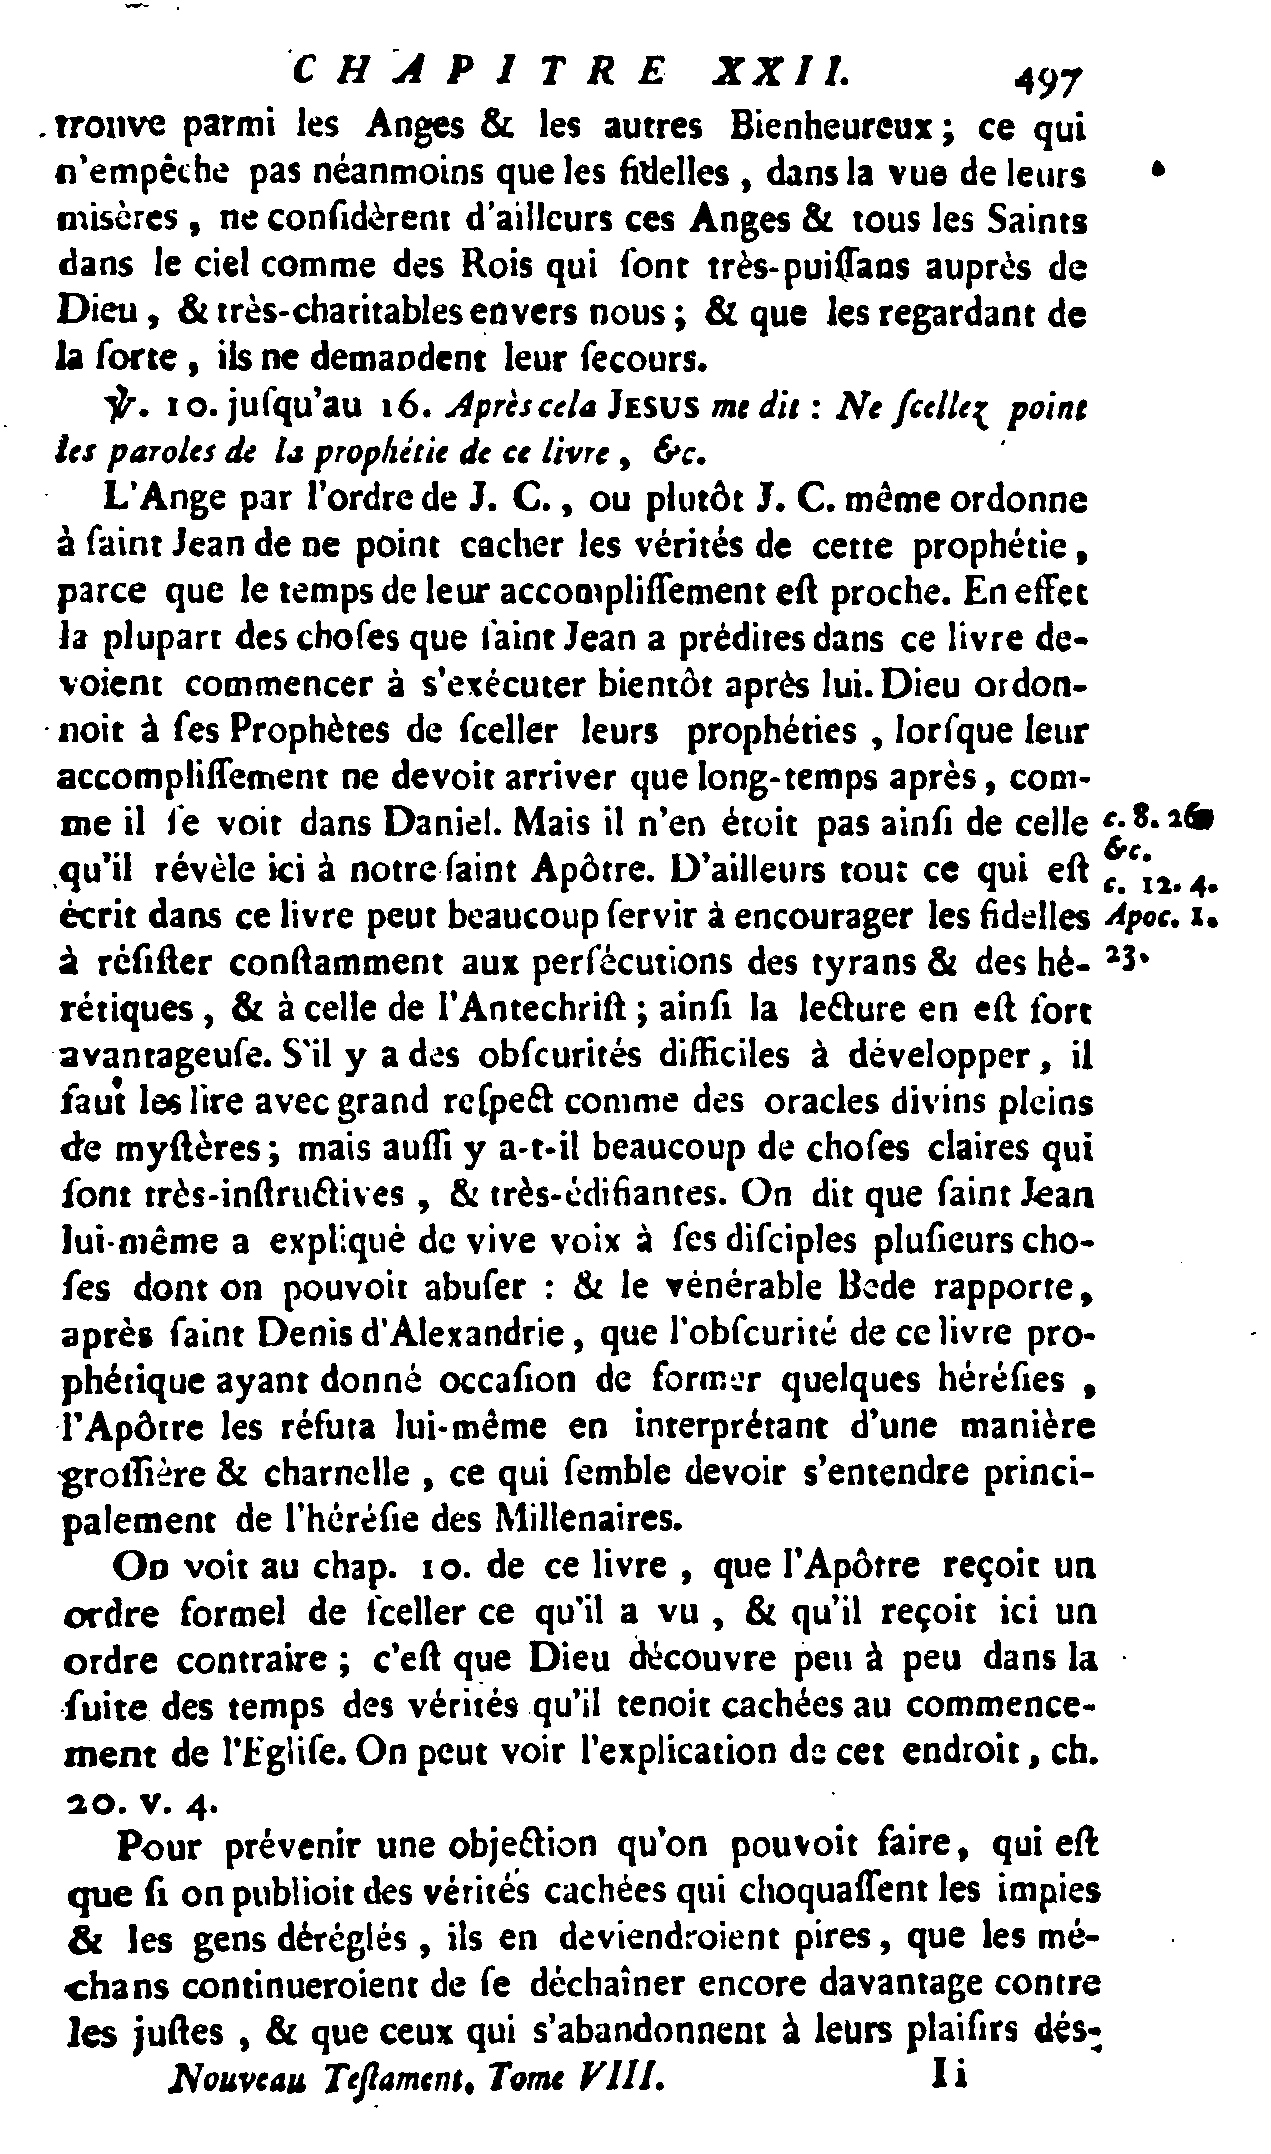 CHAPITRE XXII. 497
trouve parmi les Anges & les autres Bienheureux ; ce qui
n'empêche pas néanmoins que les fidelles , dans la vue de leurs
misères , ne conſidèrent d'ailleurs ces Anges & tous les Saints
dans le ciel comme des Rois qui ſont très-puiſſans auprès de
Dieu , & très-charitables envers nous ; & que les regardant de
la ſorte , ils ne demandent leur ſecours.
℣. 10. juſqu'au 16. Après cela JESUS me dit : Ne ſcellez point
les paroles de la prophétie de ce livre , &c.
L'Ange par l'ordre de J. C. , ou plutôt J. C. même ordonne
à ſaint Jean de ne point cacher les vérités de cette prophétie ,
parce que le temps de leur accompliſſement eſt proche. En effet
la plupart des choſes que ſaint Jean a prédites dans ce livre de-
voient commencer à s'exécuter bientôt après lui. Dieu ordon-
noit à ſes Prophètes de ſceller leurs prophéties , lorſque leur
accompliſſement ne devoit arriver que long-temps après , com-
me il ſe voit dans Daniel. Mais il n'en étoit pas ainſi de celle
c. 8. 26
&c.
qu'il révèle ici à notre ſaint Apôtre. D'ailleurs tout ce qui eſt
c. 12. 4.
écrit dans ce livre peut beaucoup ſervir à encourager les fidelles
Apoc. 1.
à réſiſter conſtamment aux perſécutions des tyrans & des hé-
23.
rétiques , & à celle de l'Antechriſt ; ainſi la lecture en eſt fort
avantageuſe. S'il y a des obſcurités difficiles à développer , il
faut les lire avec grand reſpect comme des oracles divins pleins
de myſtères ; mais auſſi y a-t-il beaucoup de choſes claires qui
ſont très-inſtructives , & très-édifiantes. On dit que ſaint Jean
lui-même a expliqué de vive voix à ſes diſciples pluſieurs cho-
ſes dont on pouvoit abuſer : & le vénérable Bede rapporte ,
après ſaint Denis d'Alexandrie , que l'obſcurité de ce livre pro-
phétique ayant donné occaſion de former quelques héréſies ,
l'Apôtre les réfuta lui-même en interprétant d'une manière
groſſière & charnelle , ce qui ſemble devoir s'entendre princi-
palement de l'héréſie des Millenaires.
On voit au chap. 10. de ce livre , que l'Apôtre reçoit un
ordre formel de ſceller ce qu'il a vu , & qu'il reçoit ici un
ordre contraire ; c'eſt que Dieu découvre peu à peu dans la
ſuite des temps des vérités qu'il tenoit cachées au commence-
ment de l'Egliſe. On peut voir l'explication de cet endroit , ch.
20. v. 4.
Pour prévenir une objection qu'on pouvoit faire , qui eſt
que ſi on publioit des vérités cachées qui choquaſſent les impies
& les gens déréglés , ils en deviendroient pires , que les mé-
chans continueroient de ſe déchaîner encore davantage contre
les juſtes , & que ceux qui s'abandonnent à leurs plaiſirs dés-
Nouveau Teſtament. Tome VIII. Ii